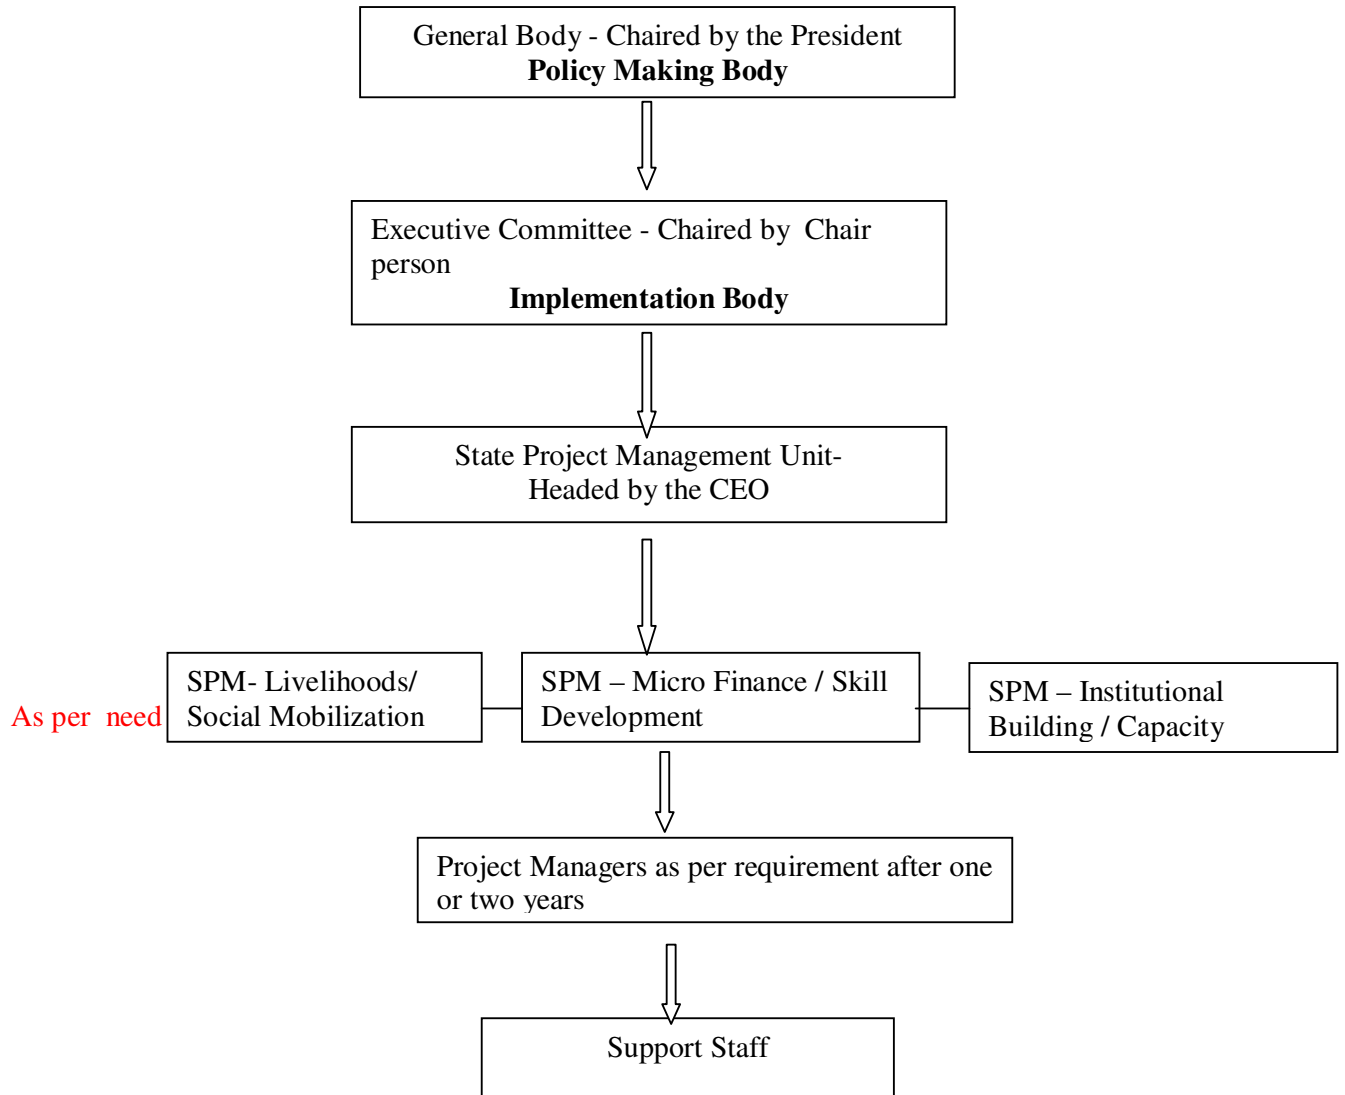 General Body - Chaired by the President
Policy Making Body
Executive Committee - Chaired by  Chair
person
Implementation Body
State Project Management Unit-
Headed by the CEO
As per  need
SPM- Livelihoods/
Social Mobilization
SPM – Micro Finance / Skill
Development
SPM – Institutional
Building / Capacity
Project Managers as per requirement after one
or two years
Support Staff